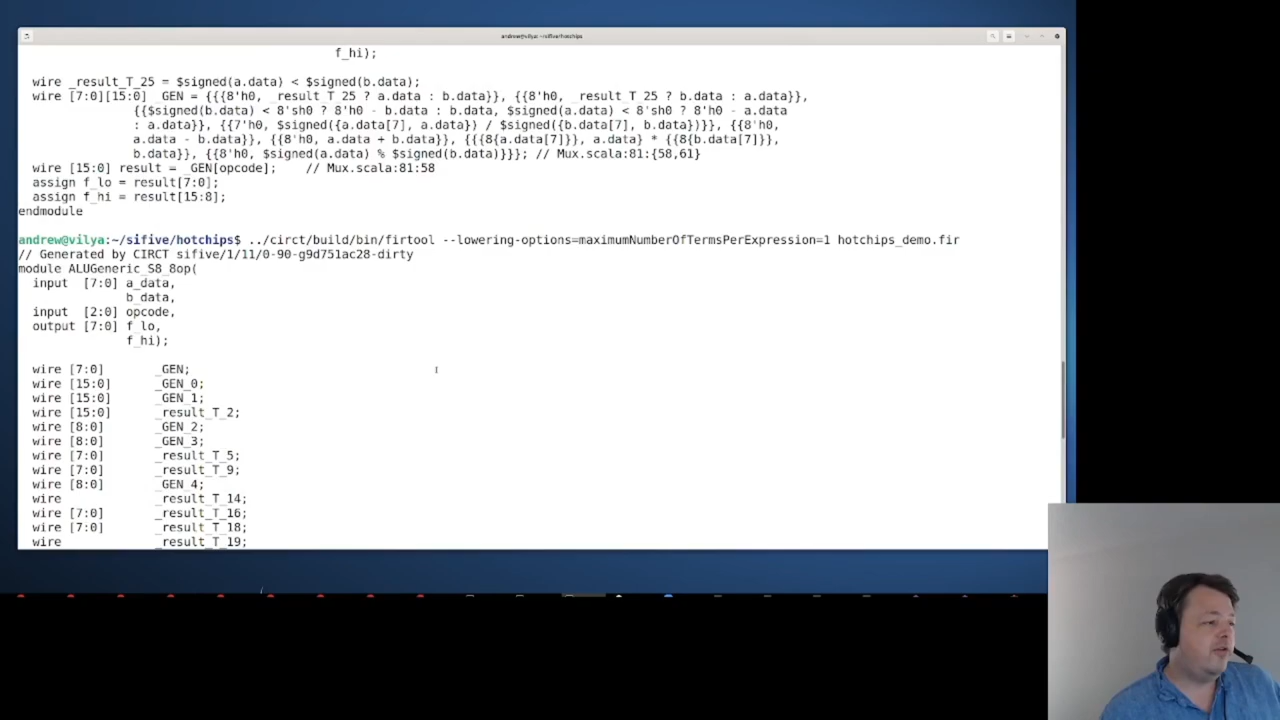 andrew@vilya: ~/sifive/hotchips
f_hi);
wire _result_T_25 = $signed(a.data) < $signed(b.data);
wire [7:0][15:0] _GEN = {{{8'h0, _result_T_25 ? a.data : b.data}}, {{8'h0, _result_T_25 ? b.data : a.data}},
{{$signed(b.data) < 8'sh0 ? 8'h0 - b.data : b.data, $signed(a.data) < 8'sh0 ? 8'h0 - a.data
: a.data}}, {{7'h0, $signed({a.data[7], a.data}) / $signed({b.data[7], b.data})}}, {{8'h0,
a.data - b.data}}, {{8'h0, a.data + b.data}}, {{{8{a.data[7]}}, a.data} * {{8{b.data[7]}},
b.data}}, {{8'h0, $signed(a.data) % $signed(b.data)}}}; // Mux.scala:81:{58,61}
wire [15:0] result = _GEN[opcode]; // Mux.scala:81:58
assign f_lo = result[7:0];
assign f_hi = result[15:8];
endmodule
andrew@vilya:~/sifive/hotchips$ ../circt/build/bin/firtool --lowering-options=maximumNumberOfTermsPerExpression=1 hotchips_demo.fir
// Generated by CIRCT sifive/1/11/0-90-g9d751ac28-dirty
module ALUGeneric_S8_8op(
input [7:0] a_data,
b_data,
input [2:0] opcode,
output [7:0] f_lo,
f_hi);
wire [7:0] _GEN;
wire [15:0] _GEN_0;
wire [15:0] _GEN_1;
wire [15:0] _result_T_2;
wire [8:0] _GEN_2;
wire [8:0] _GEN_3;
wire [7:0] _result_T_5;
wire [7:0] _result_T_9;
wire [8:0] _GEN_4;
wire _result_T_14;
wire [7:0] _result_T_16;
wire [7:0] _result_T_18;
wire _result_T_19;